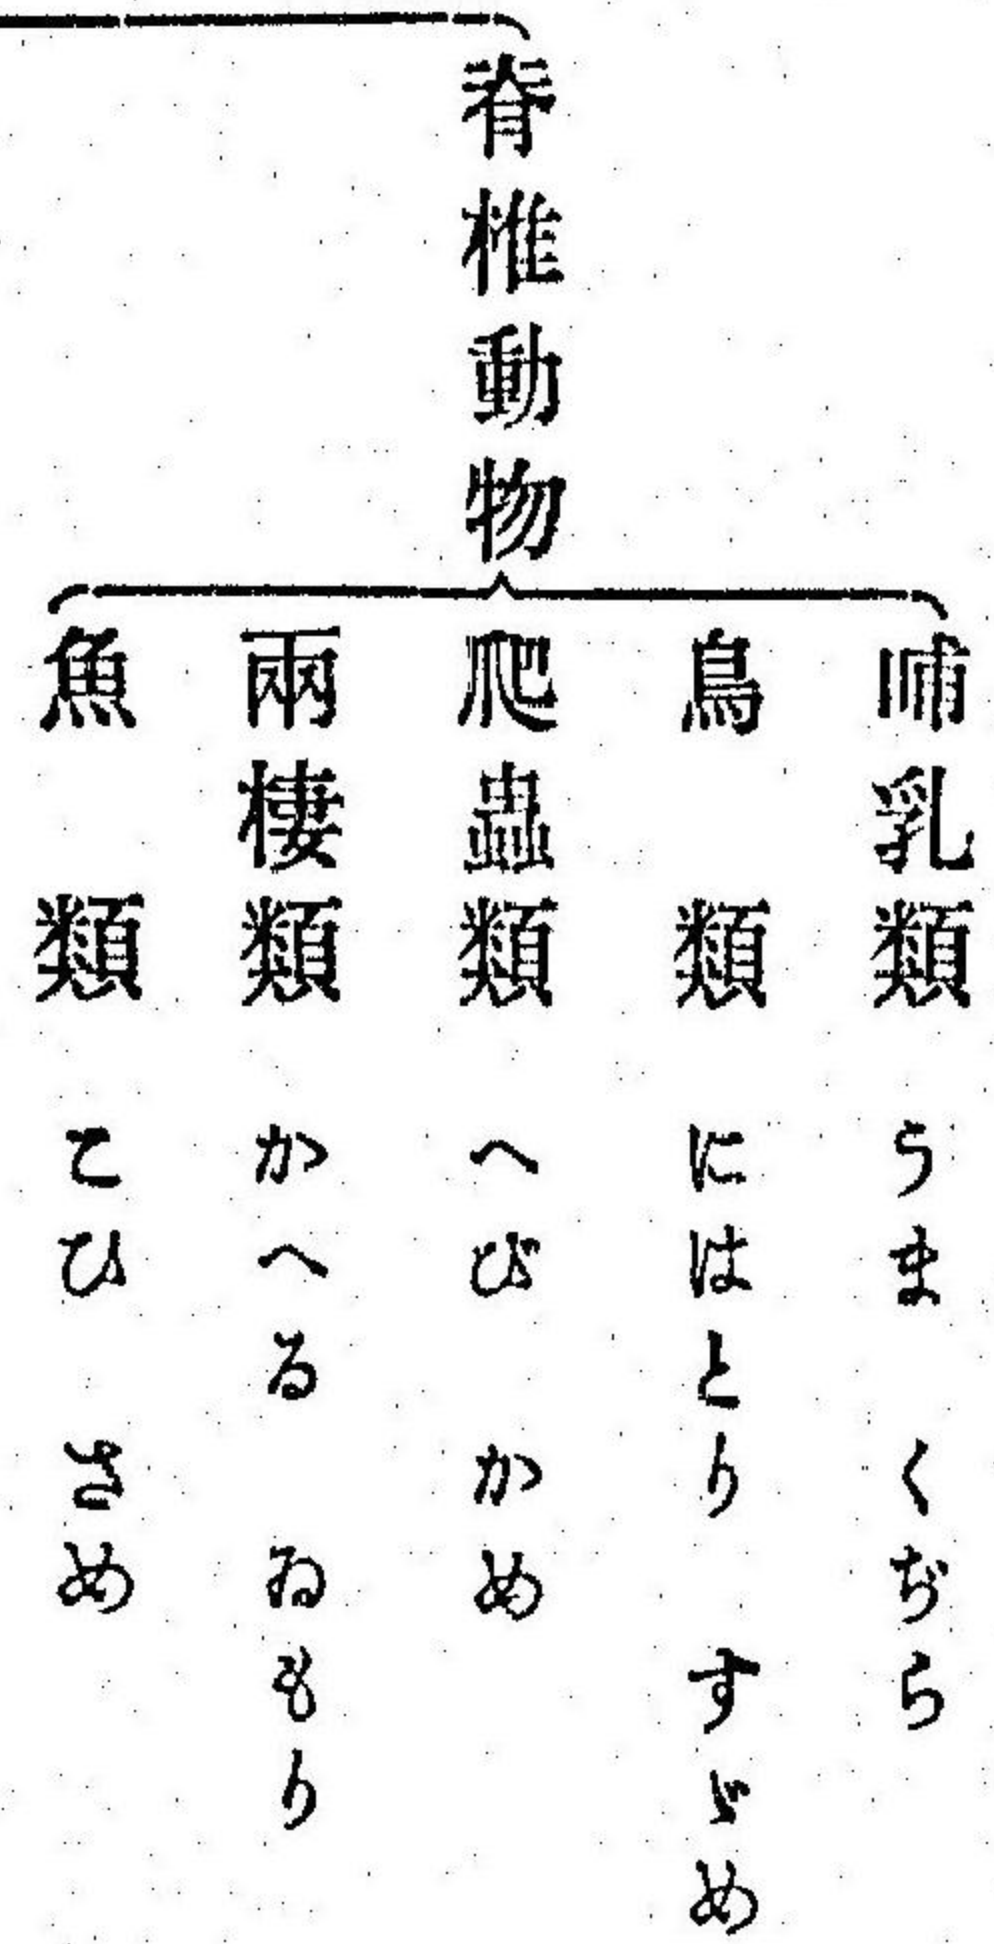 脊椎動物
哺乳類 うま くぢら
鳥類 にはとり すゞめ
爬蟲類 へび かめ
兩棲類 かへる ゐもり
魚類 こひ さめ